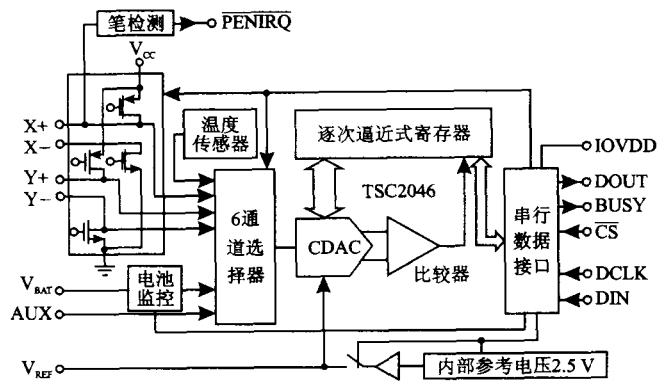 笔检测
PENIRQ
VCC
X+
X−
Y+
Y−
温度
传感器
逐次逼近式寄存器
TSC2046
6通
道选
择器
CDAC
比较器
串行
数据
接口
IOVDD
DOUT
BUSY
CS
DCLK
DIN
VBAT
电池
监控
AUX
VREF
内部参考电压2.5 V